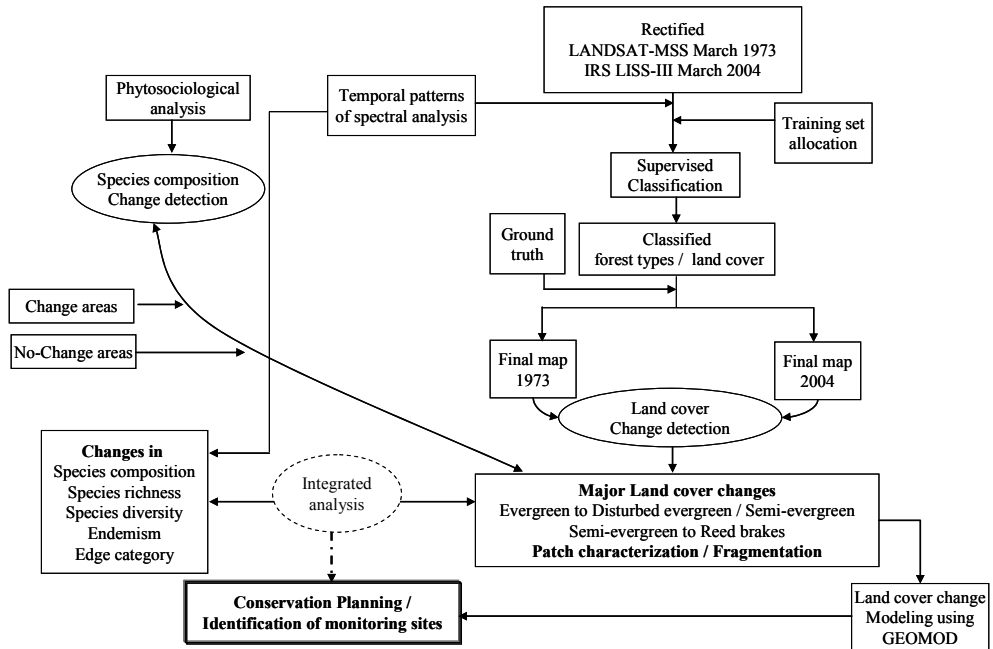 Rectified
LANDSAT-MSS March 1973
IRS LISS-III March 2004
Phytosociological
analysis
Temporal patterns
of spectral analysis
Training set
allocation
Species composition
Change detection
Supervised
Classification
Ground
truth
Classified
forest types / land cover
Change areas
No-Change areas
Final map
1973
Final map
2004
Land cover
Change detection
Changes in
Species composition
Species richness
Species diversity
Endemism
Edge category
Integrated
analysis
Major Land cover changes
Evergreen to Disturbed evergreen / Semi-evergreen
Semi-evergreen to Reed brakes
Patch characterization / Fragmentation
Conservation Planning /
Identification of monitoring sites
Land cover change
Modeling using
GEOMOD